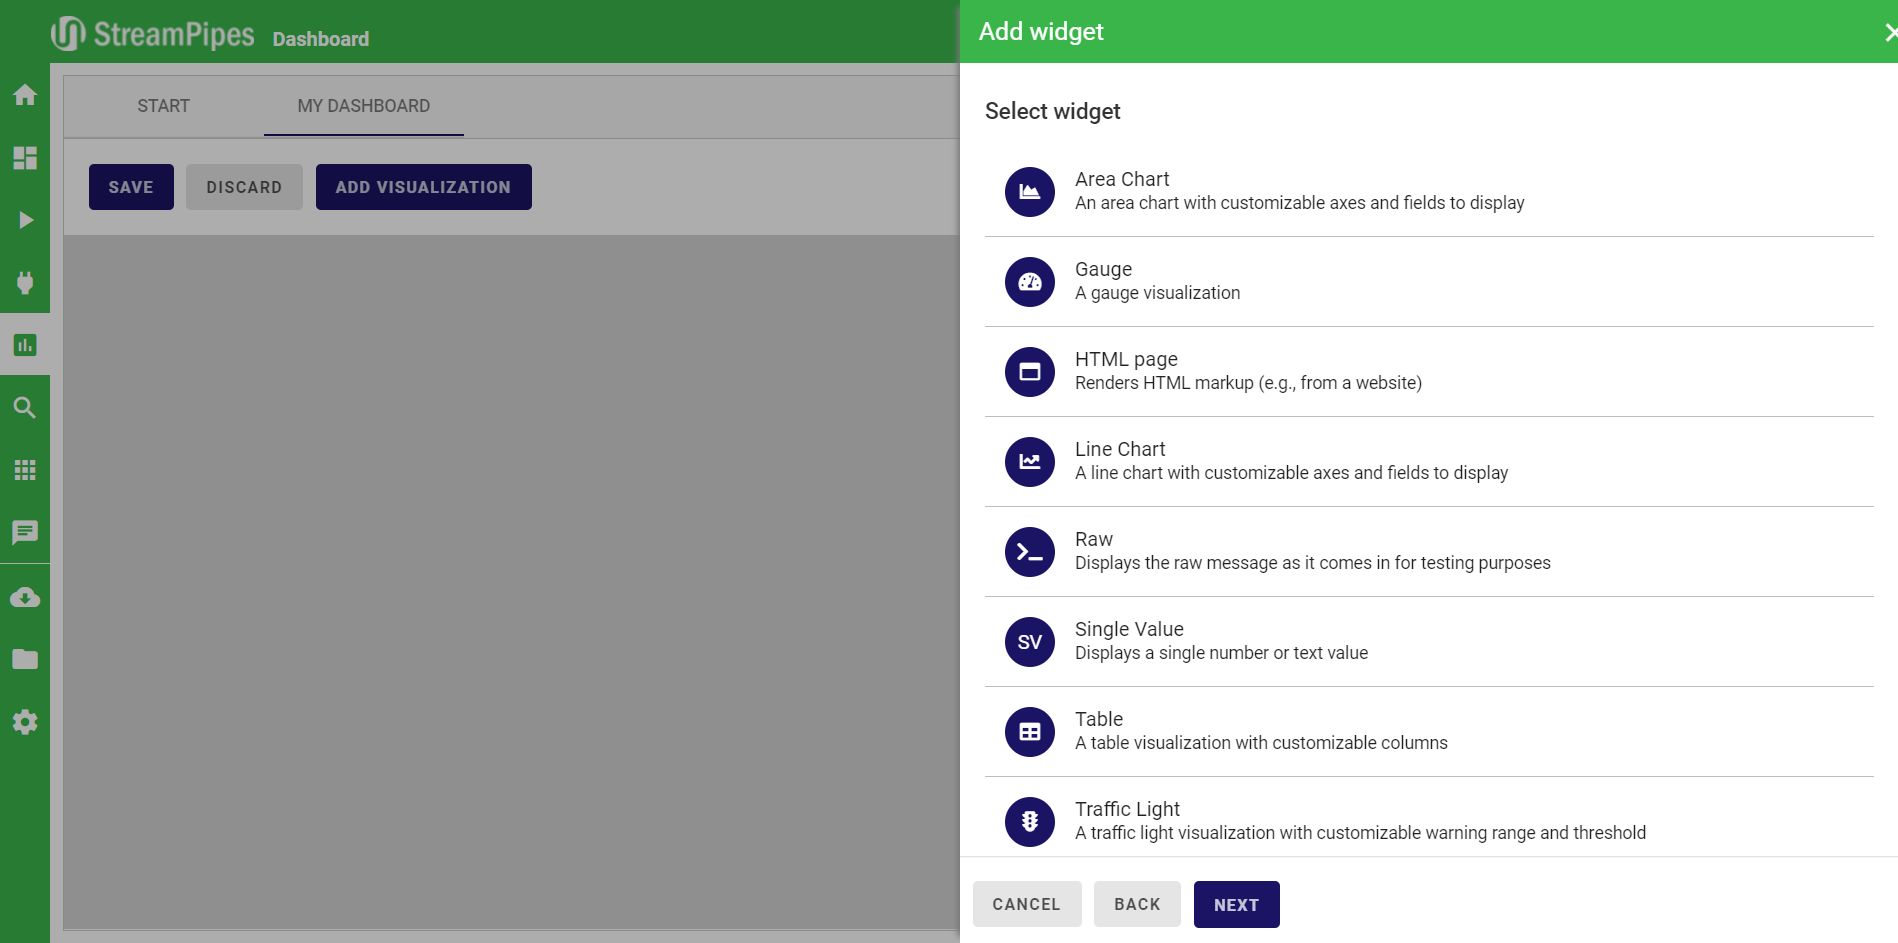 StreamPipes Dashboard
Add widget
START MY DASHBOARD
SAVE DISCARD ADD VISUALIZATION
Select widget
Area Chart
An area chart with customizable axes and fields to display
Gauge
A gauge visualization
HTML page
Renders HTML markup (e.g., from a website)
Line Chart
A line chart with customizable axes and fields to display
Raw
Displays the raw message as it comes in for testing purposes
SV
Single Value
Displays a single number or text value
Table
A table visualization with customizable columns
Traffic Light
A traffic light visualization with customizable warning range and threshold
CANCEL BACK NEXT